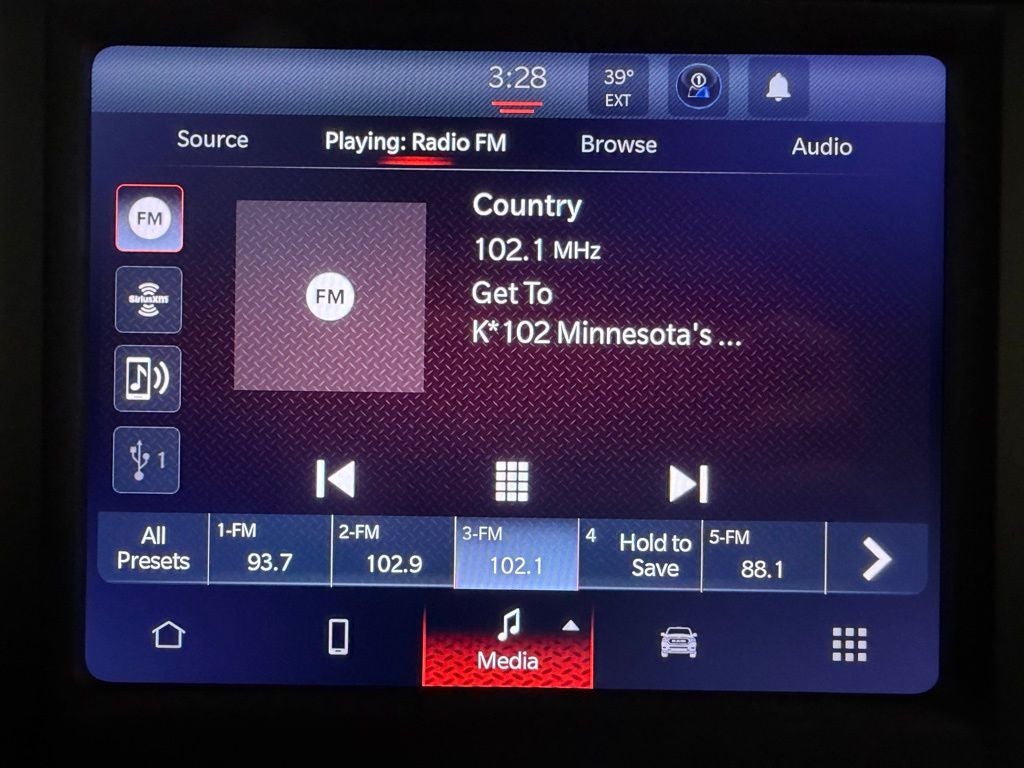 3:28
39°
EXT
Source
Playing: Radio FM
Browse
Audio
FM
SiriusXM
1
FM
Country
102.1 MHz
Get To
K*102 Minnesota's ...
All
Presets
1-FM
93.7
2-FM
102.9
3-FM
102.1
4
Hold to
Save
5-FM
88.1
Media